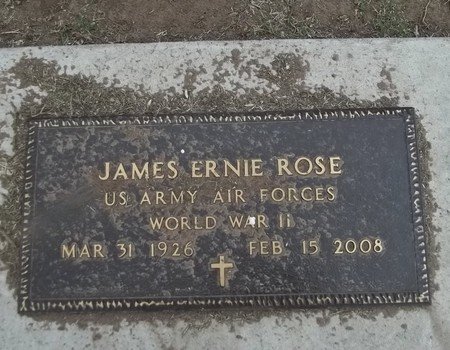 JAMES ERNIE ROSE
US ARMY AIR FORCES
WORLD WAR II
MAR 31 1926 FEB 15 2008